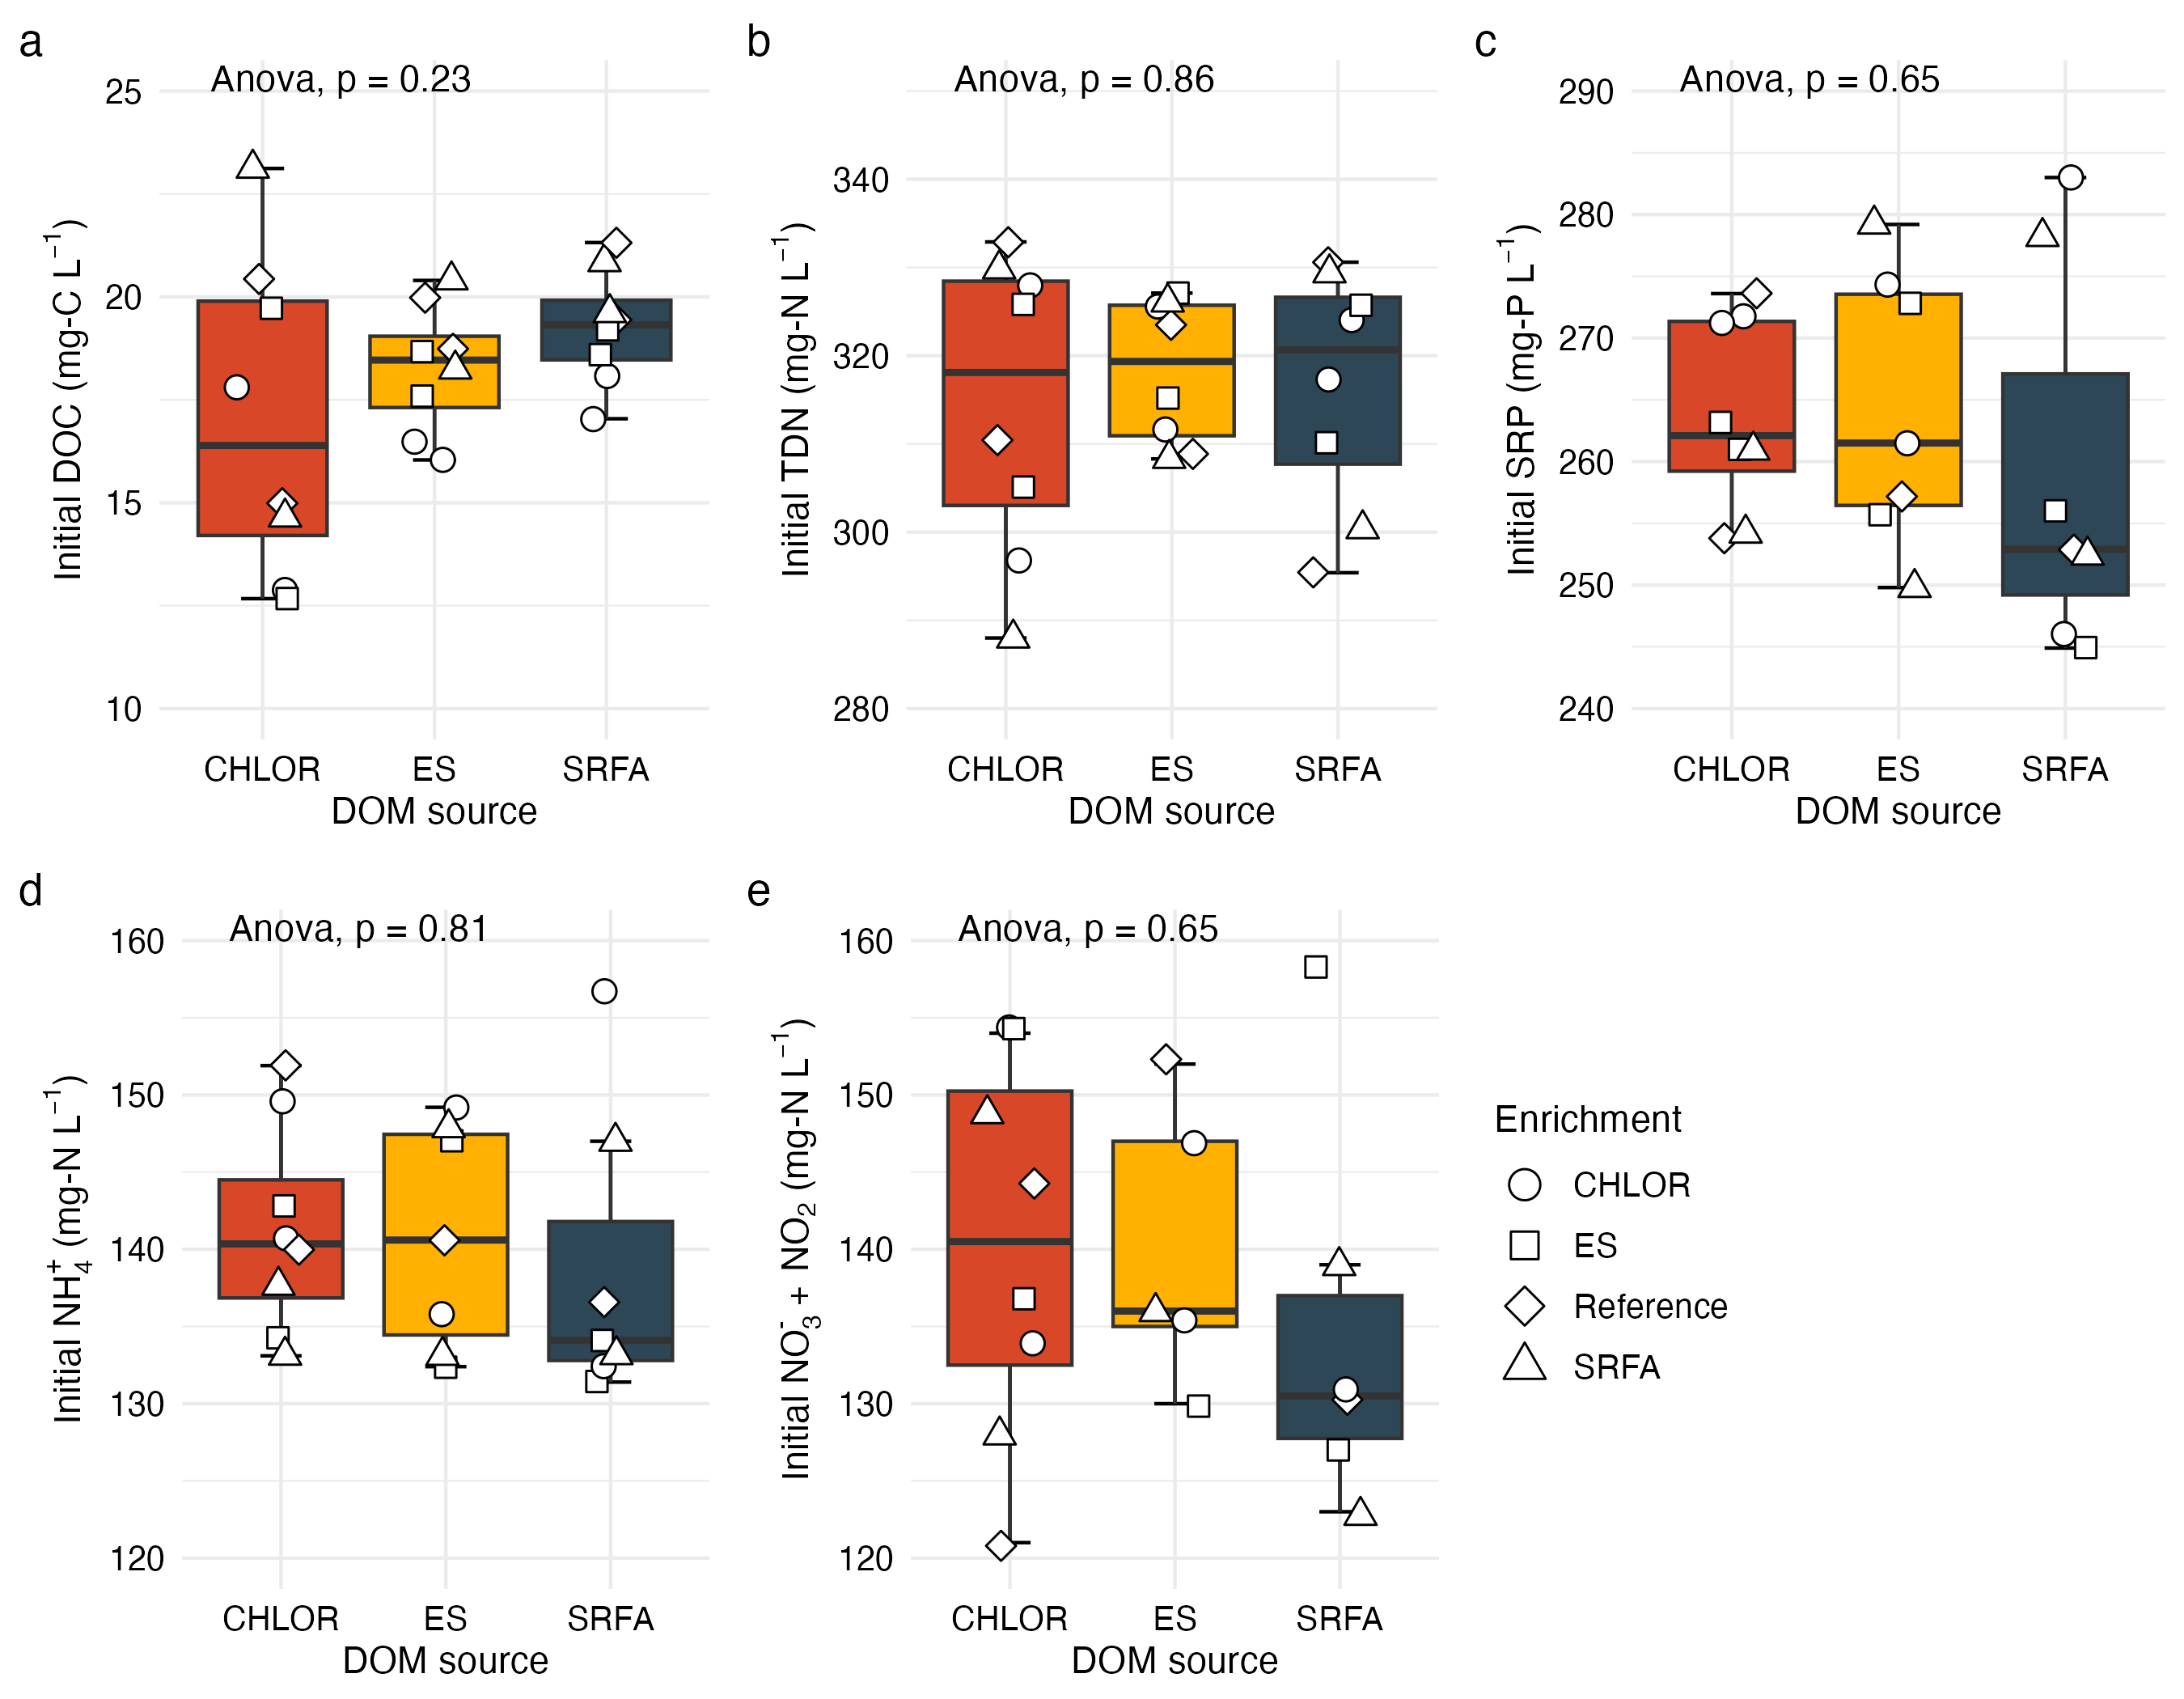 a
Anova, p = 0.23
25
20
15
10
Initial DOC (mg-C L⁻¹)
CHLOR ES SRFA
DOM source
b
Anova, p = 0.86
340
320
300
280
Initial TDN (mg-N L⁻¹)
CHLOR ES SRFA
DOM source
c
Anova, p = 0.65
290
280
270
260
250
240
Initial SRP (mg-P L⁻¹)
CHLOR ES SRFA
DOM source
d
Anova, p = 0.81
160
150
140
130
120
Initial NH₄⁺ (mg-N L⁻¹)
CHLOR ES SRFA
DOM source
e
Anova, p = 0.65
160
150
140
130
120
Initial NO₃⁻ + NO₂ (mg-N L⁻¹)
CHLOR ES SRFA
DOM source
Enrichment
CHLOR
ES
Reference
SRFA